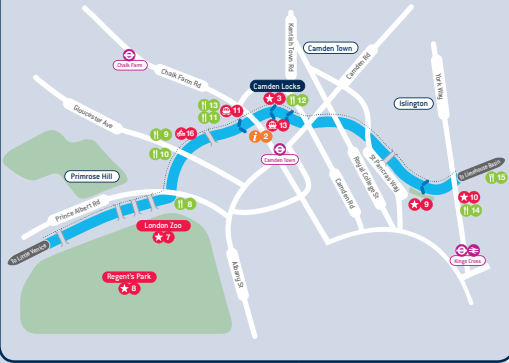 Kentish Town Rd
Camden Town
Camden Rd
Chalk Farm
Chalk Farm Rd
York Way
Camden Locks
3
12
13
11
11
Islington
Gloucester Ave
13
2
9
16
10
Camden Town
St Pancras Way
Royal College St
To Limehouse Basin
15
Primrose Hill
Camden Rd
10
9
14
8
Prince Albert Rd
London Zoo
7
To Little Venice
Kings Cross
Albany St
Regent's Park
8